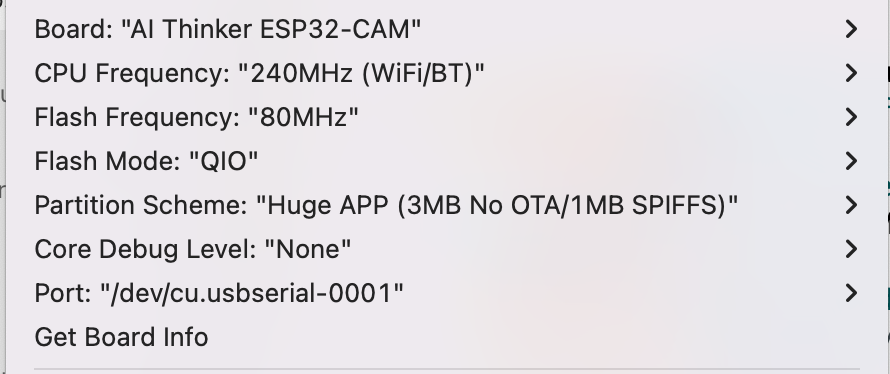 Board: "AI Thinker ESP32-CAM"
CPU Frequency: "240MHz (WiFi/BT)"
Flash Frequency: "80MHz"
Flash Mode: "QIO"
Partition Scheme: "Huge APP (3MB No OTA/1MB SPIFFS)"
Core Debug Level: "None"
Port: "/dev/cu.usbserial-0001"
Get Board Info